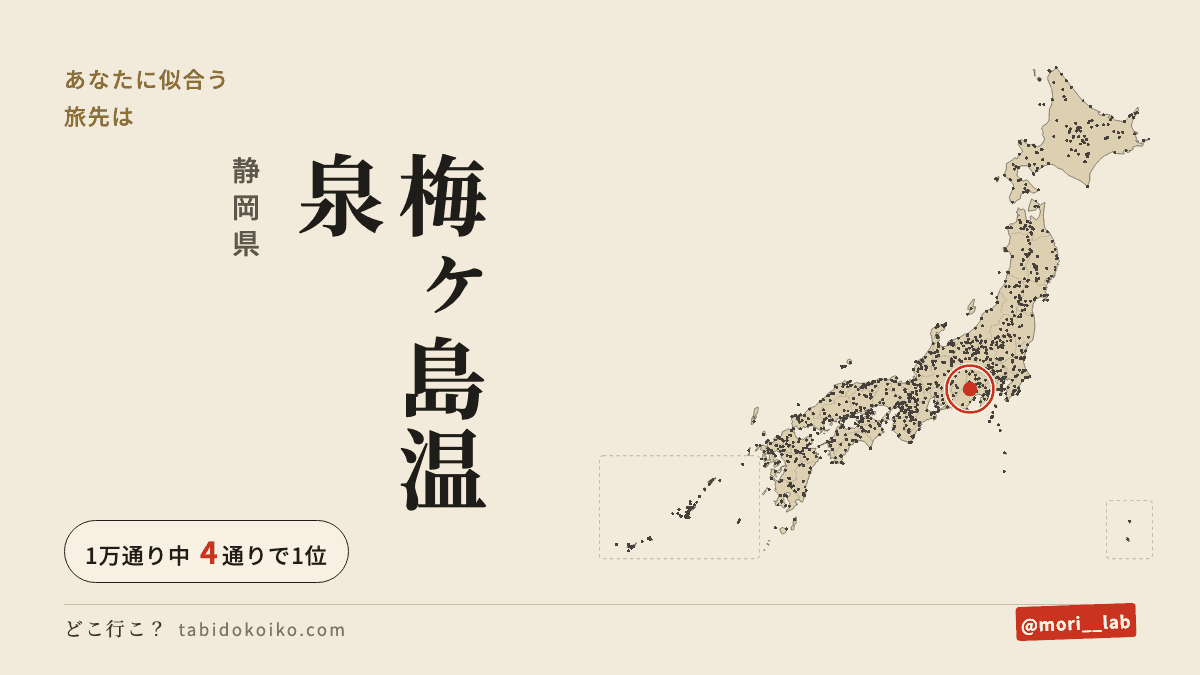 あなたに似合う
旅先は
梅ヶ島温
泉
静岡県
1万通り中 4通りで1位
どこ行こ？ tabidokoiko.com
@mori__lab